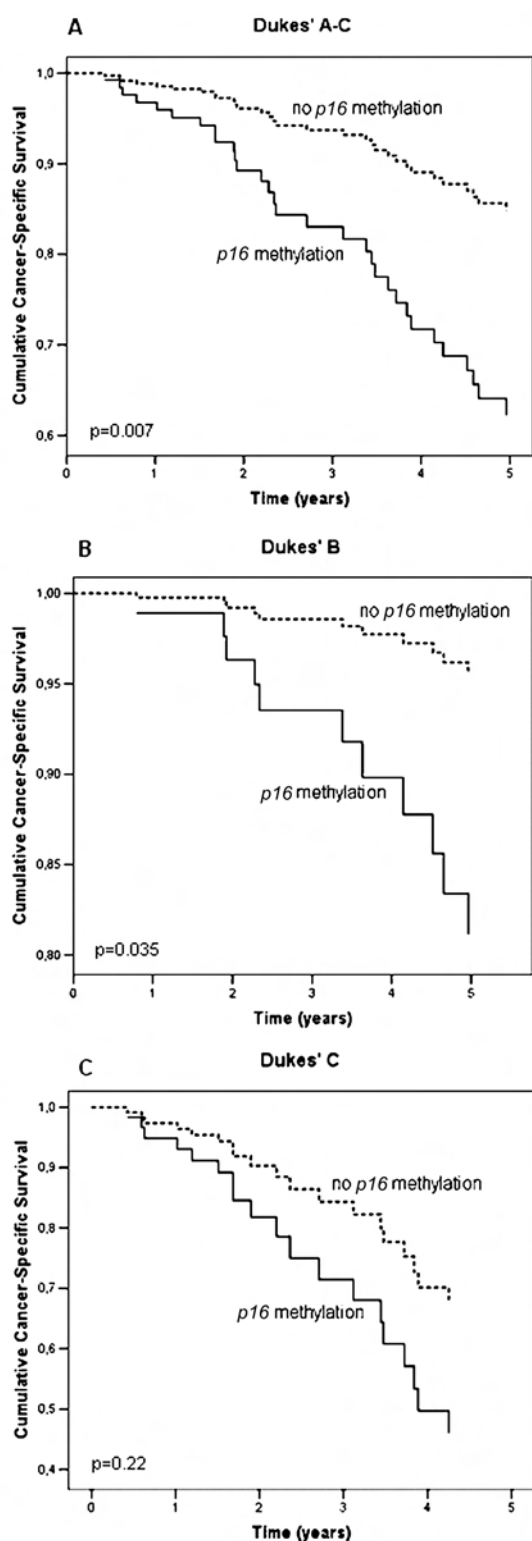 A
Dukes' A-C
Cumulative Cancer-Specific Survival
1,0
0,9
0,8
0,7
0,6
no p16 methylation
p16 methylation
p=0.007
0 1 2 3 4 5
Time (years)
B
Dukes' B
Cumulative Cancer-Specific Survival
1,00
0,95
0,90
0,85
0,80
no p16 methylation
p16 methylation
p=0.035
0 1 2 3 4 5
Time (years)
C
Dukes' C
Cumulative Cancer-Specific Survival
1,0
0,9
0,8
0,7
0,6
0,5
0,4
no p16 methylation
p16 methylation
p=0.22
0 1 2 3 4 5
Time (years)